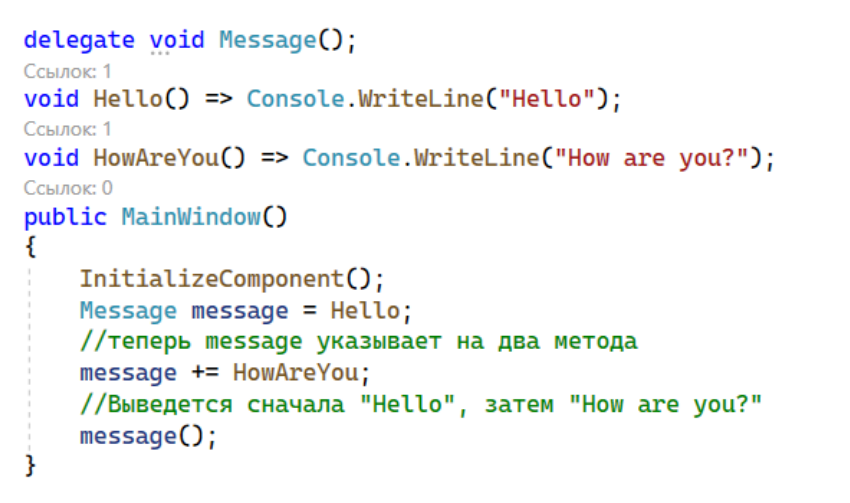 delegate void Message();
Ссылок: 1
void Hello() => Console.WriteLine("Hello");
Ссылок: 1
void HowAreYou() => Console.WriteLine("How are you?");
Ссылок: 0
public MainWindow()
{
    InitializeComponent();
    Message message = Hello;
    //теперь message указывает на два метода
    message += HowAreYou;
    //Выведется сначала "Hello", затем "How are you?"
    message();
}